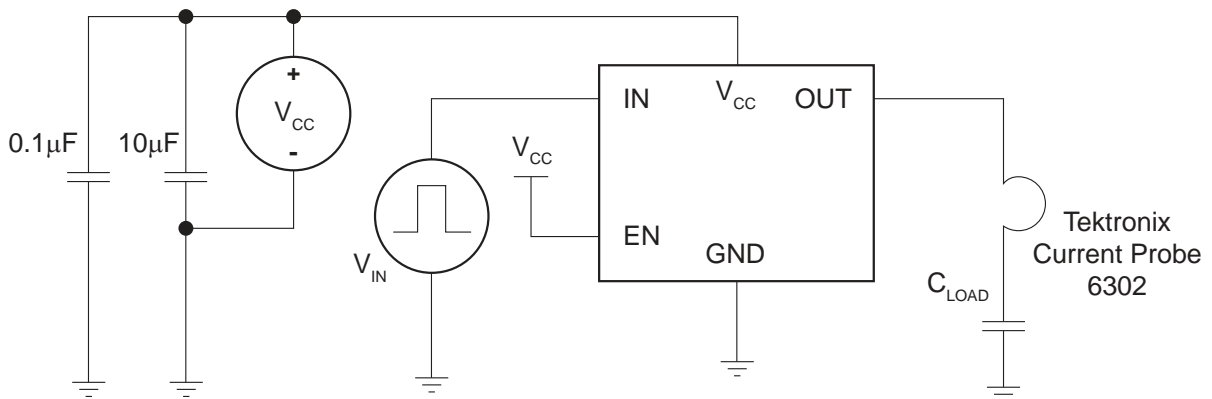 0.1μF
10μF
+
V_CC
-
V_IN
V_CC
IN
V_CC
OUT
EN
GND
C_LOAD
Tektronix
Current Probe
6302